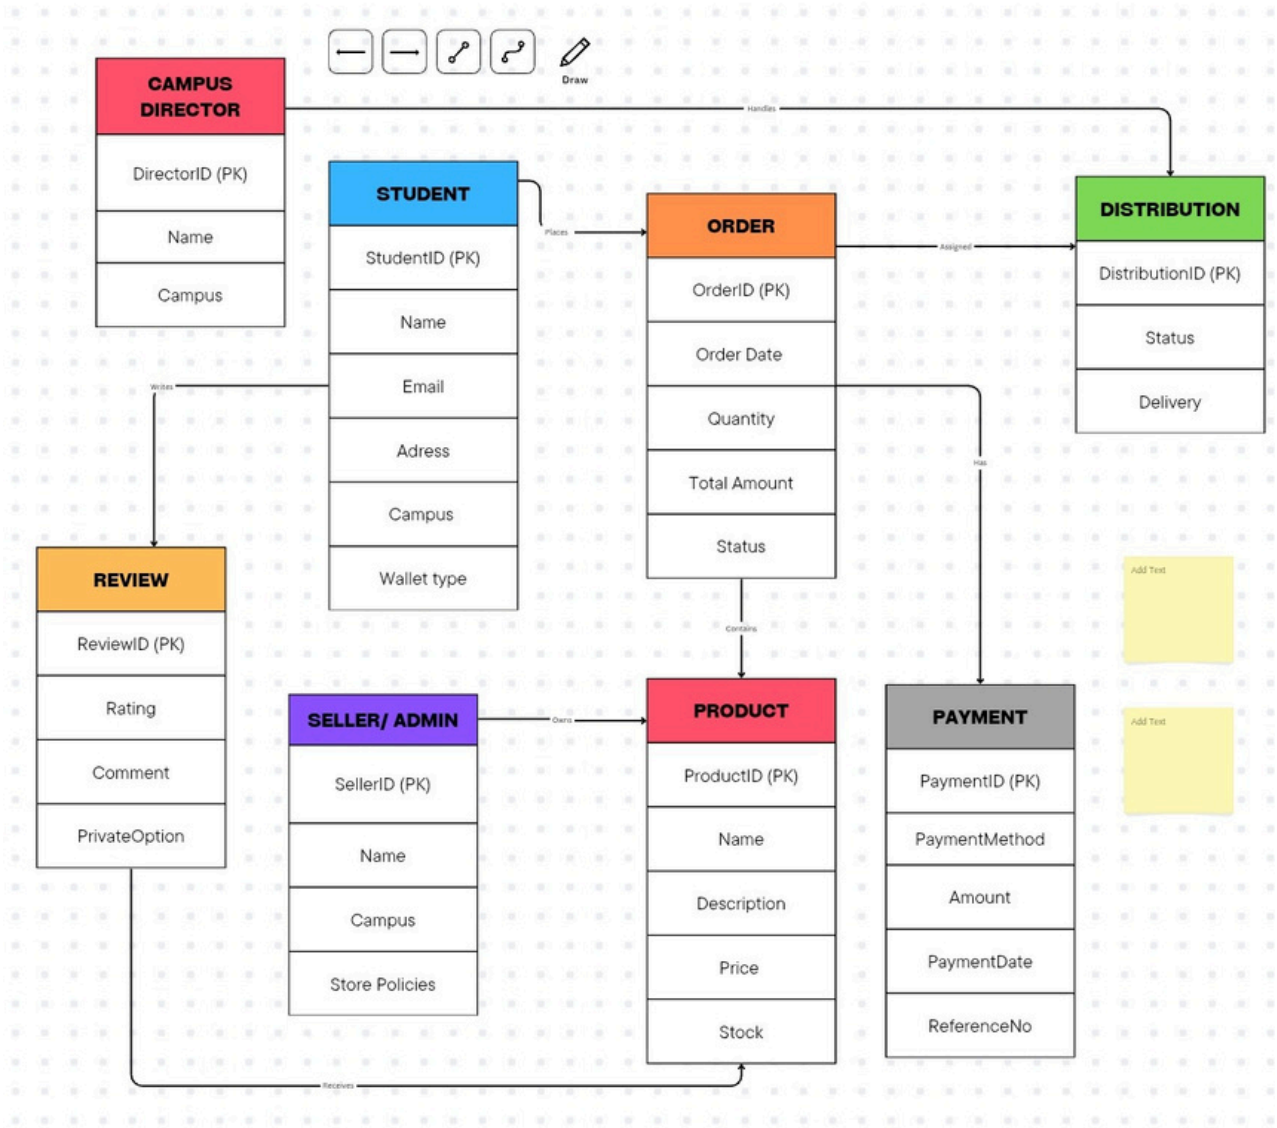 Draw
CAMPUS
DIRECTOR
DirectorID (PK)
Name
Campus
Handles
STUDENT
StudentID (PK)
Name
Email
Adress
Campus
Wallet type
Places
ORDER
OrderID (PK)
Order Date
Quantity
Total Amount
Status
Assigned
DISTRIBUTION
DistributionID (PK)
Status
Delivery
Writes
Has
Contains
REVIEW
ReviewID (PK)
Rating
Comment
PrivateOption
SELLER/ ADMIN
SellerID (PK)
Name
Campus
Store Policies
Owns
PRODUCT
ProductID (PK)
Name
Description
Price
Stock
PAYMENT
PaymentID (PK)
PaymentMethod
Amount
PaymentDate
ReferenceNo
Add Text
Add Text
Receives